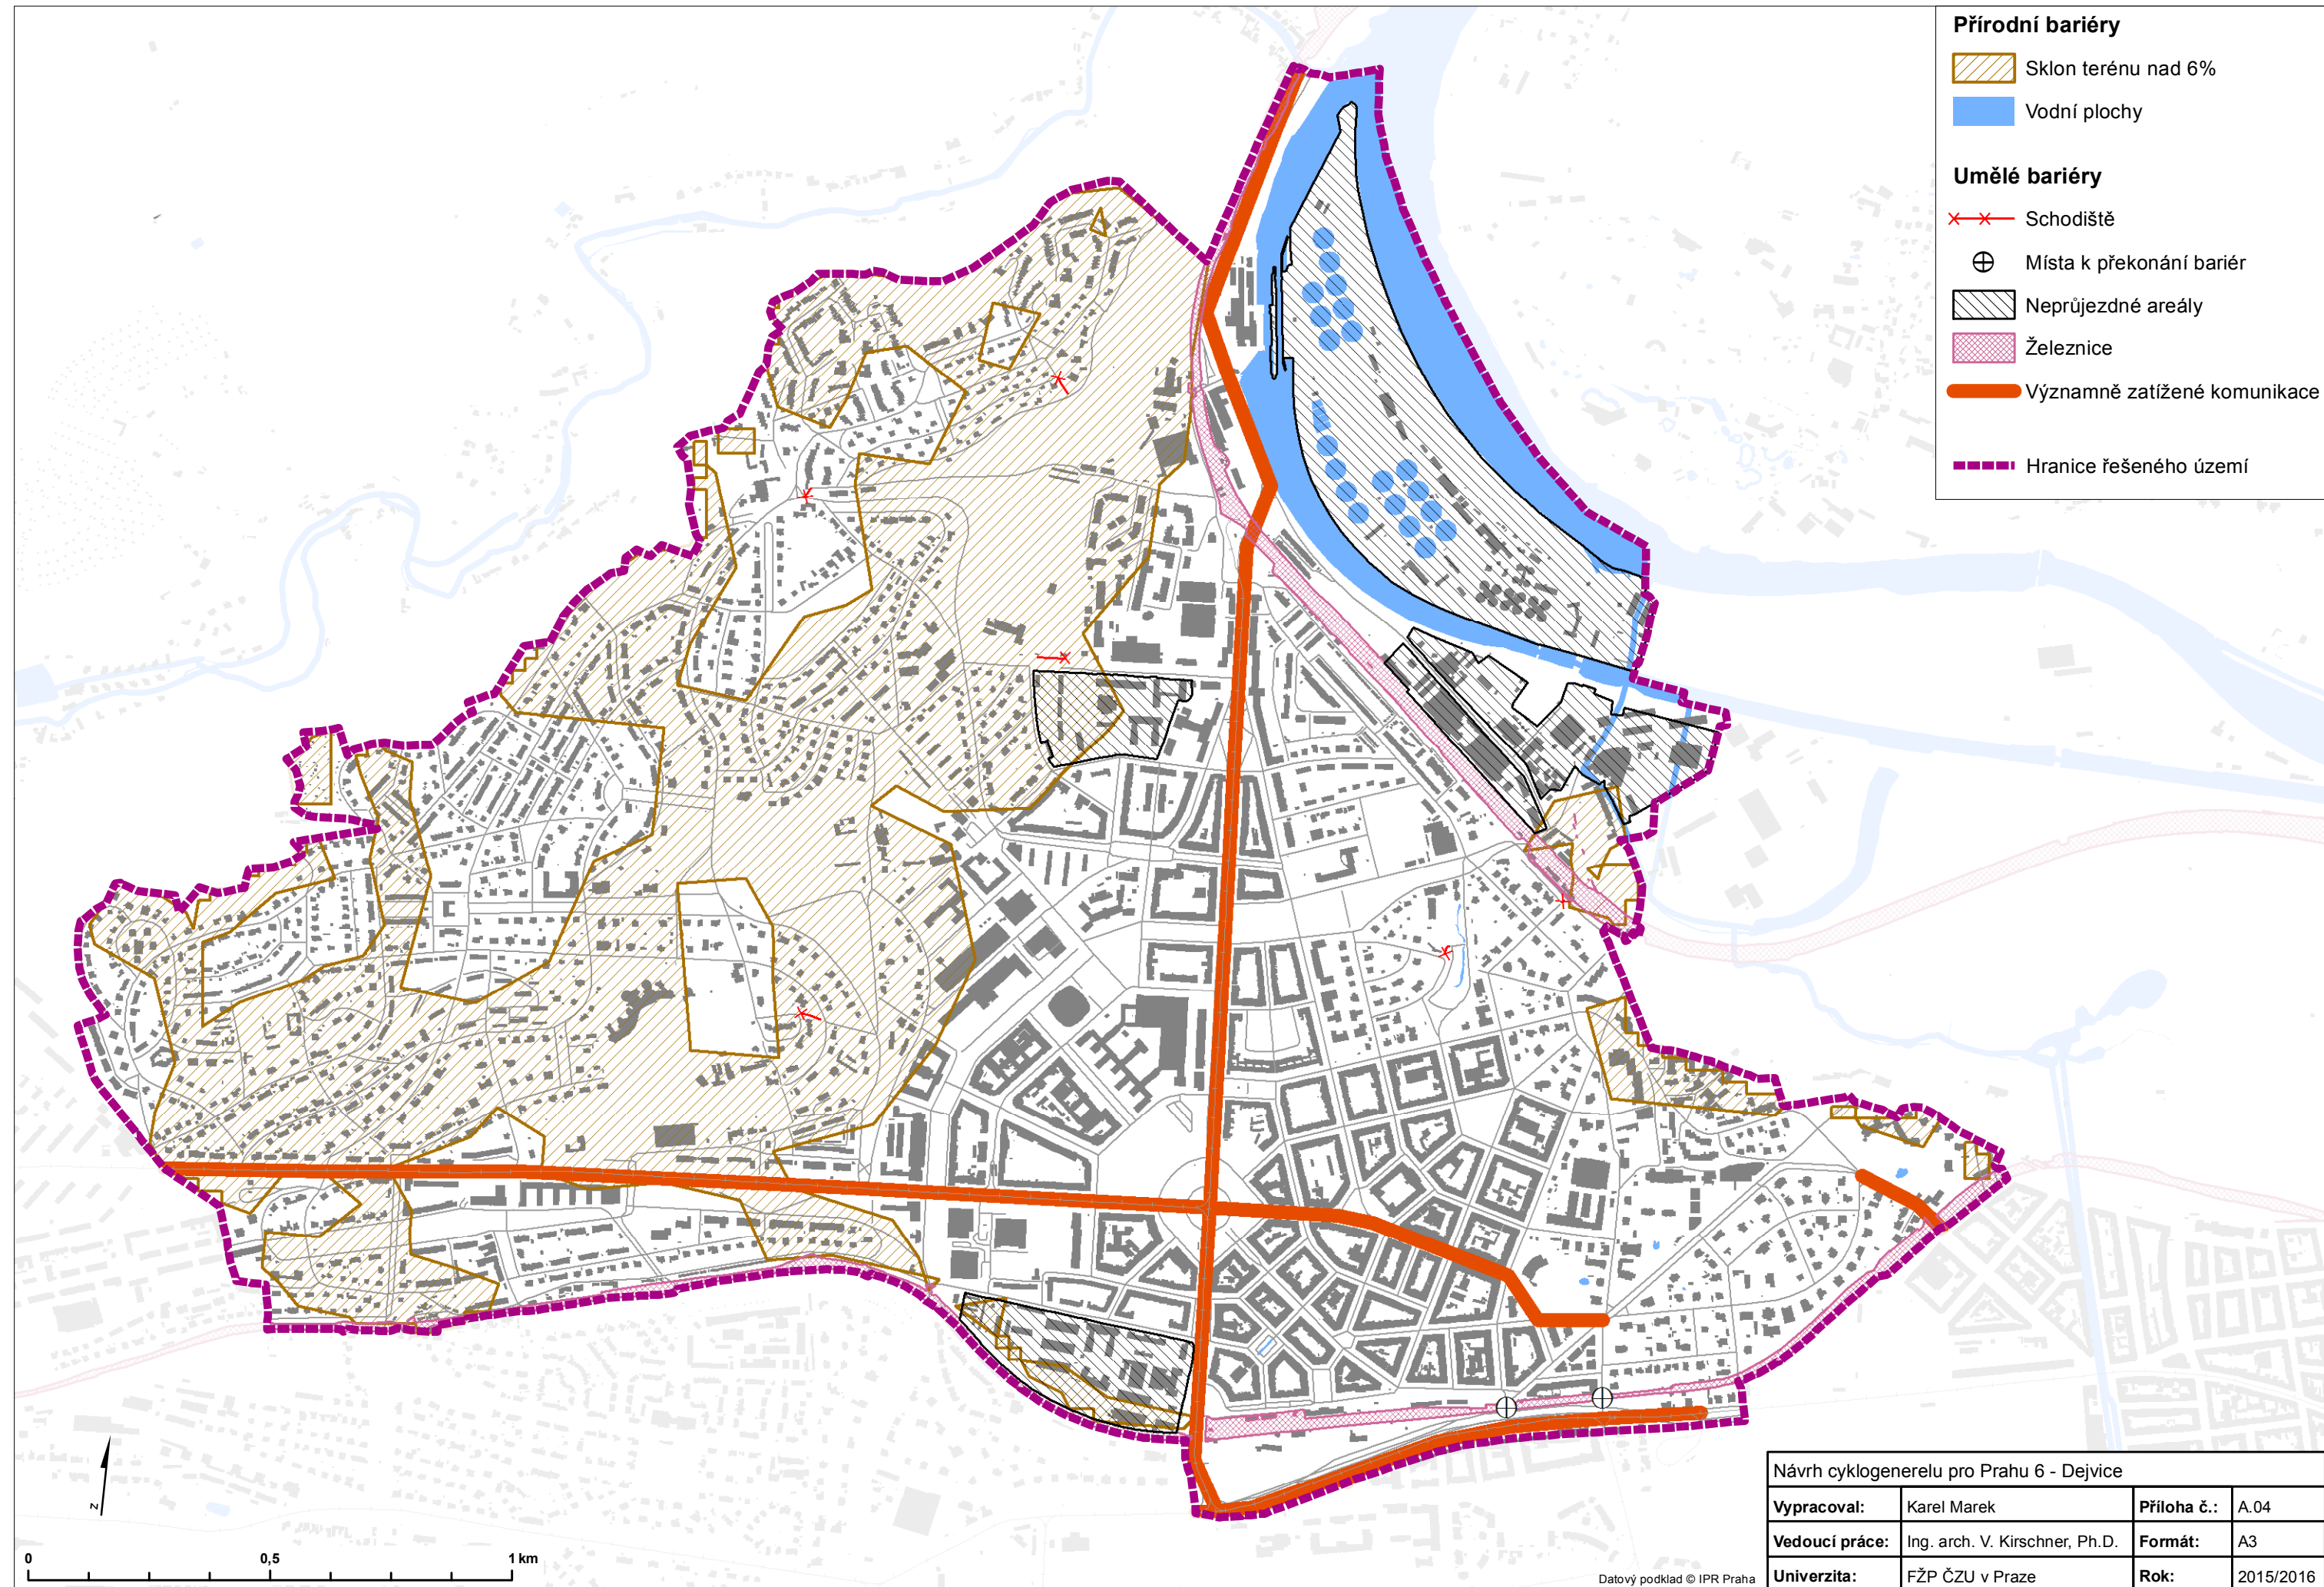 Přírodní bariéry
Sklon terénu nad 6%
Vodní plochy
Umělé bariéry
Schodiště
Místa k překonání bariér
Neprůjezdné areály
Železnice
Významně zatížené komunikace
Hranice řešeného území
z
0 0,5 1 km
Datový podklad © IPR Praha
Návrh cyklogenerelu pro Prahu 6 - Dejvice
Vypracoval: Karel Marek Příloha č.: A.04
Vedoucí práce: Ing. arch. V. Kirschner, Ph.D. Formát: A3
Univerzita: FŽP ČZU v Praze Rok: 2015/2016